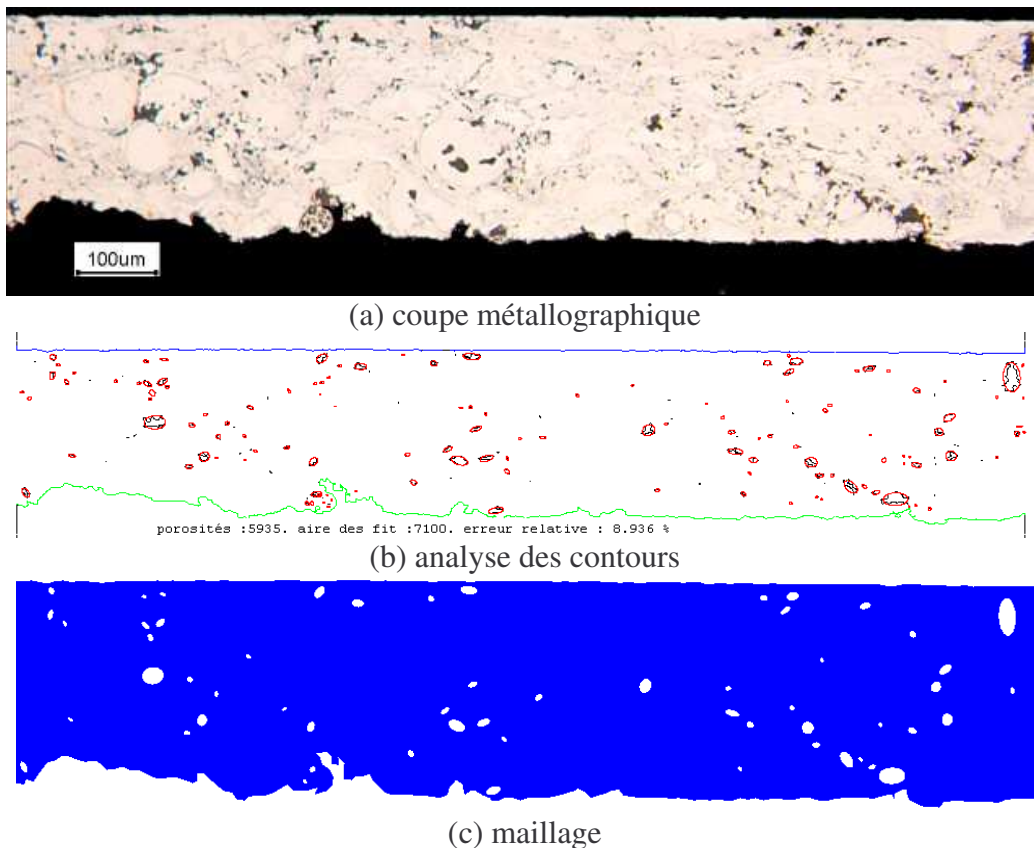 100um
(a) coupe métallographique
porosités :5935. aire des fit :7100. erreur relative : 8.936 %
(b) analyse des contours
(c) maillage